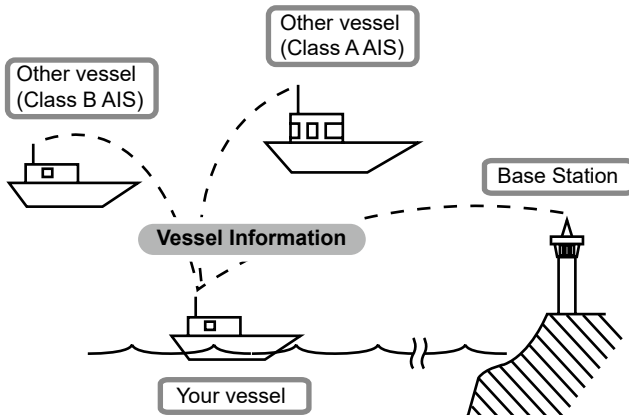 Other vessel
(Class A AIS)
Other vessel
(Class B AIS)
Base Station
Vessel Information
Your vessel